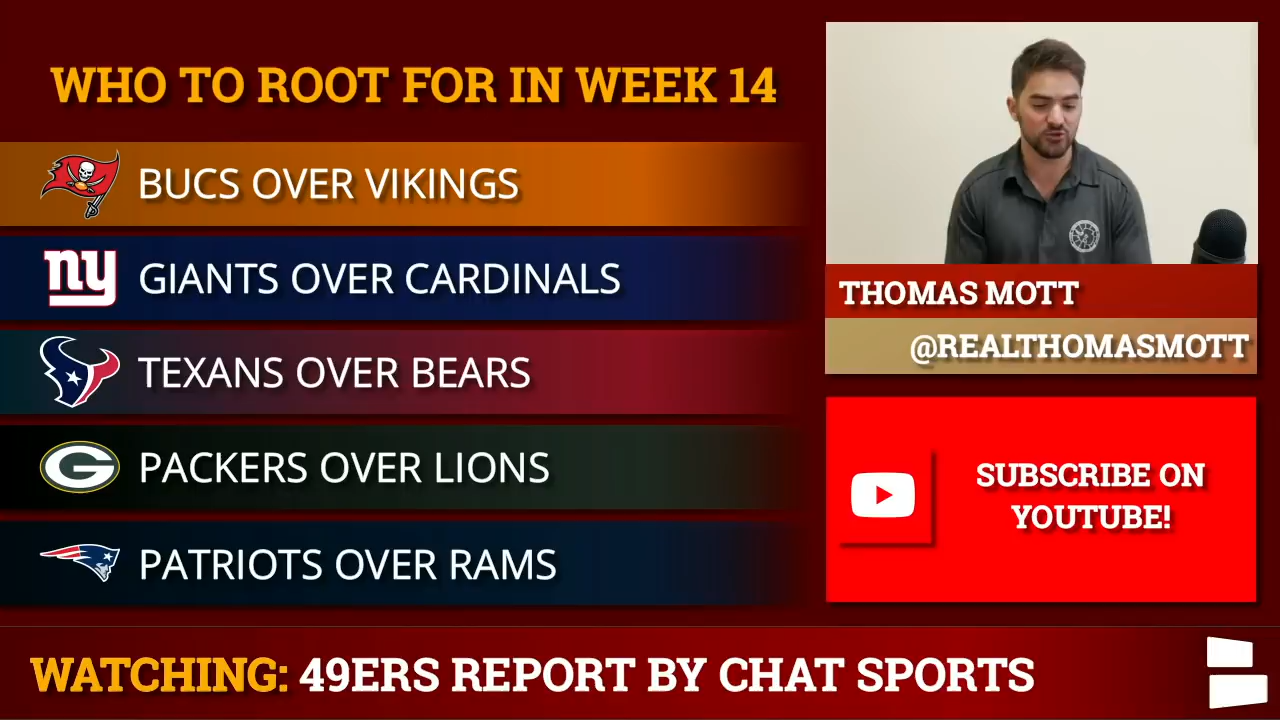 WHO TO ROOT FOR IN WEEK 14
BUCS OVER VIKINGS
ny
GIANTS OVER CARDINALS
TEXANS OVER BEARS
G
PACKERS OVER LIONS
PATRIOTS OVER RAMS
THOMAS MOTT
@REALTHOMASMOTT
SUBSCRIBE ON
YOUTUBE!
WATCHING: 49ERS REPORT BY CHAT SPORTS